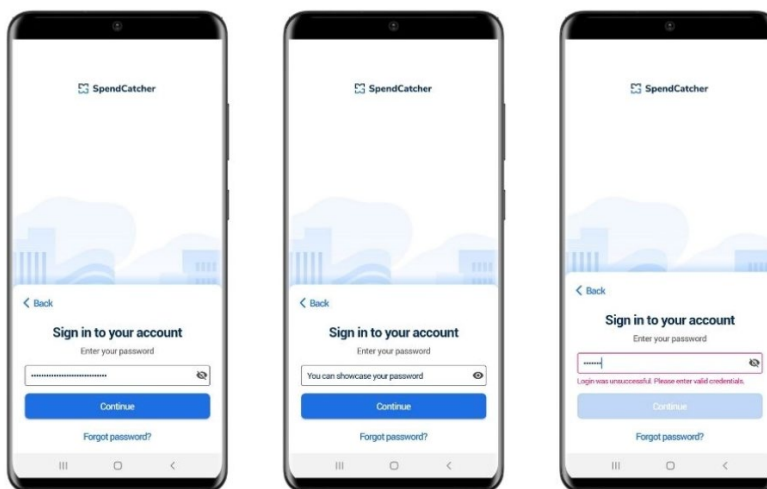 SpendCatcher
Back
Sign in to your account
Enter your password
Continue
Forgot password?
SpendCatcher
Back
Sign in to your account
Enter your password
You can showcase your password
Continue
Forgot password?
SpendCatcher
Back
Sign in to your account
Enter your password
Login was unsuccessful. Please enter valid credentials.
Continue
Forgot password?